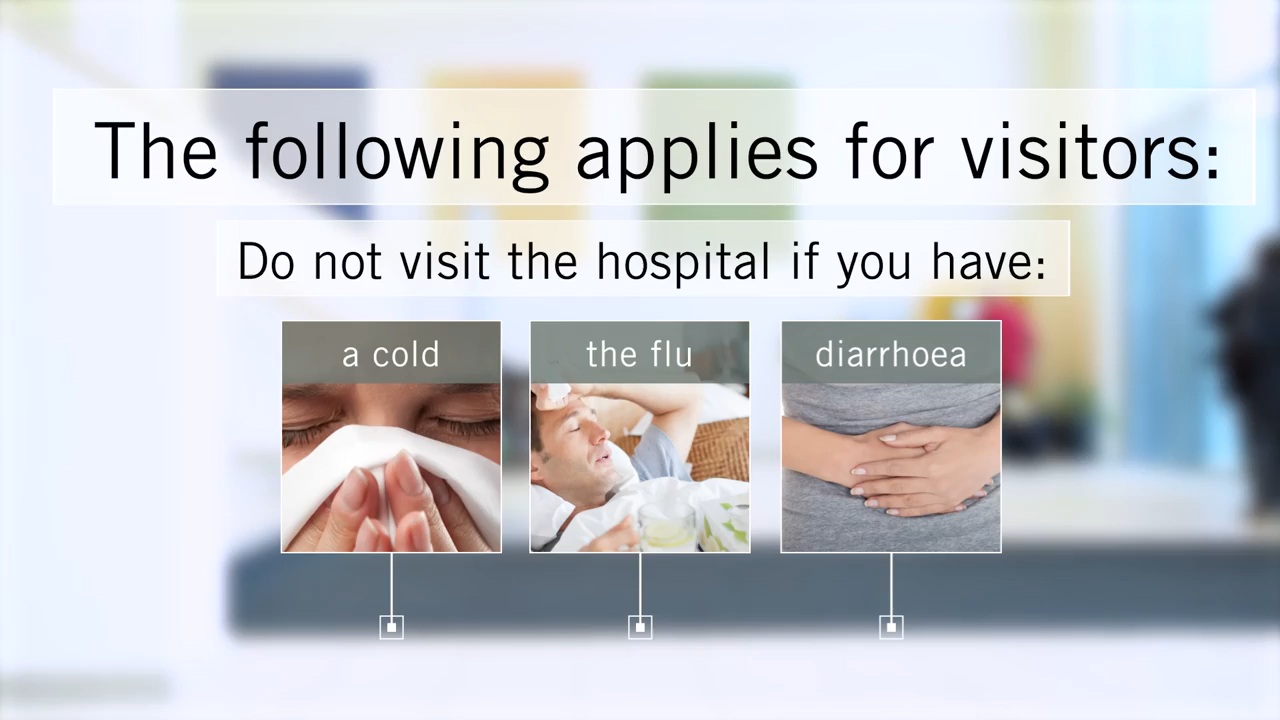 The following applies for visitors:
Do not visit the hospital if you have:
a cold
the flu
diarrhoea